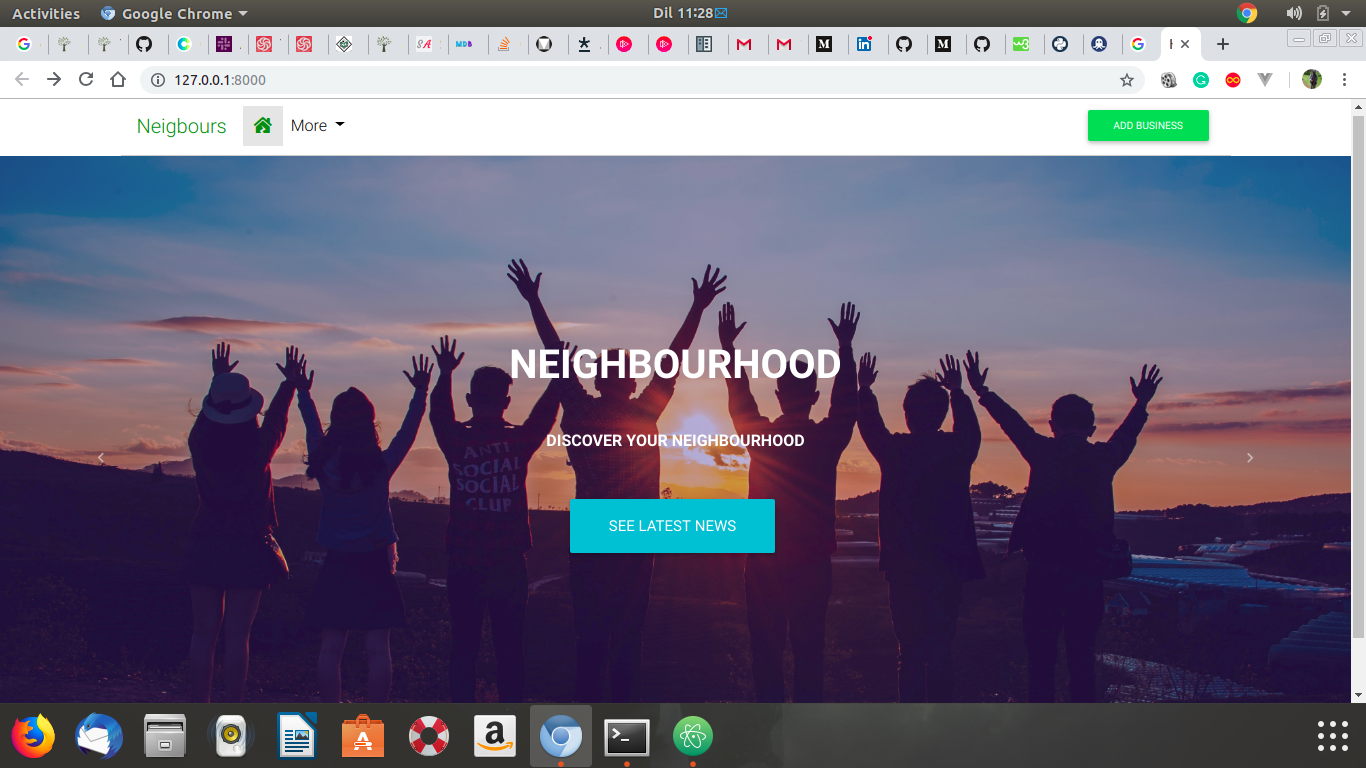 Activities
Google Chrome
Dil 11:28
127.0.0.1:8000
Neigbours
More
ADD BUSINESS
NEIGHBOURHOOD
DISCOVER YOUR NEIGHBOURHOOD
ANTI
SOCIAL
SOCIAL
CLUB
SEE LATEST NEWS